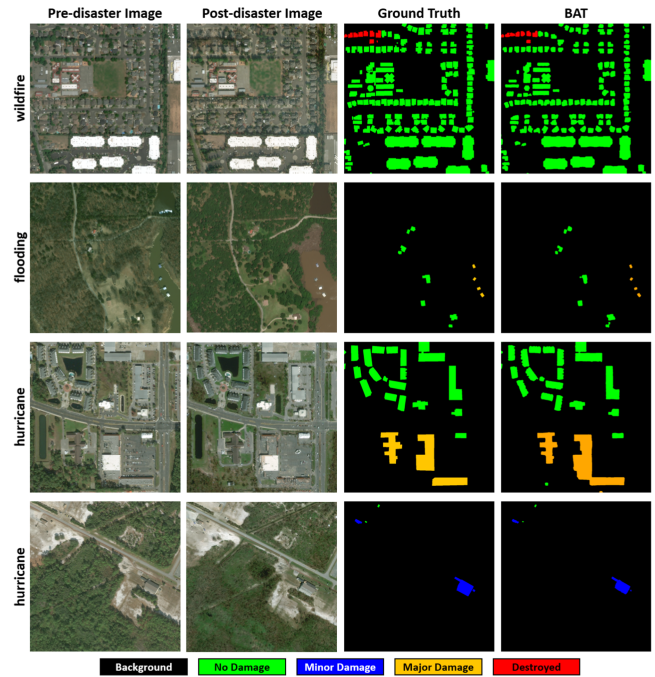 Pre-disaster Image Post-disaster Image Ground Truth BAT
wildfire
flooding
hurricane
hurricane
Background No Damage Minor Damage Major Damage Destroyed